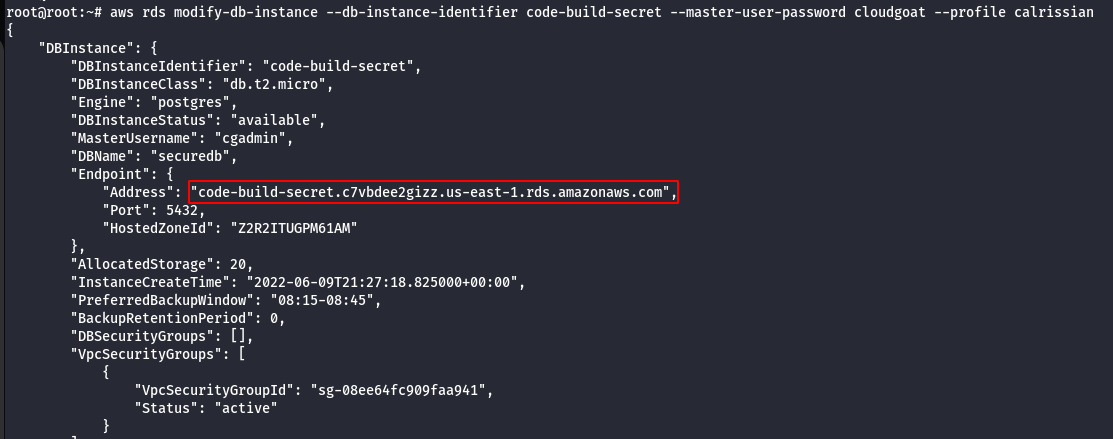 root@root:~# aws rds modify-db-instance --db-instance-identifier code-build-secret --master-user-password cloudgoat --profile calrissian
{
    "DBInstance": {
        "DBInstanceIdentifier": "code-build-secret",
        "DBInstanceClass": "db.t2.micro",
        "Engine": "postgres",
        "DBInstanceStatus": "available",
        "MasterUsername": "cgadmin",
        "DBName": "securedb",
        "Endpoint": {
            "Address": "code-build-secret.c7vbdee2gizz.us-east-1.rds.amazonaws.com",
            "Port": 5432,
            "HostedZoneId": "Z2R2ITUGPM61AM"
        },
        "AllocatedStorage": 20,
        "InstanceCreateTime": "2022-06-09T21:27:18.825000+00:00",
        "PreferredBackupWindow": "08:15-08:45",
        "BackupRetentionPeriod": 0,
        "DBSecurityGroups": [],
        "VpcSecurityGroups": [
            {
                "VpcSecurityGroupId": "sg-08ee64fc909faa941",
                "Status": "active"
            }